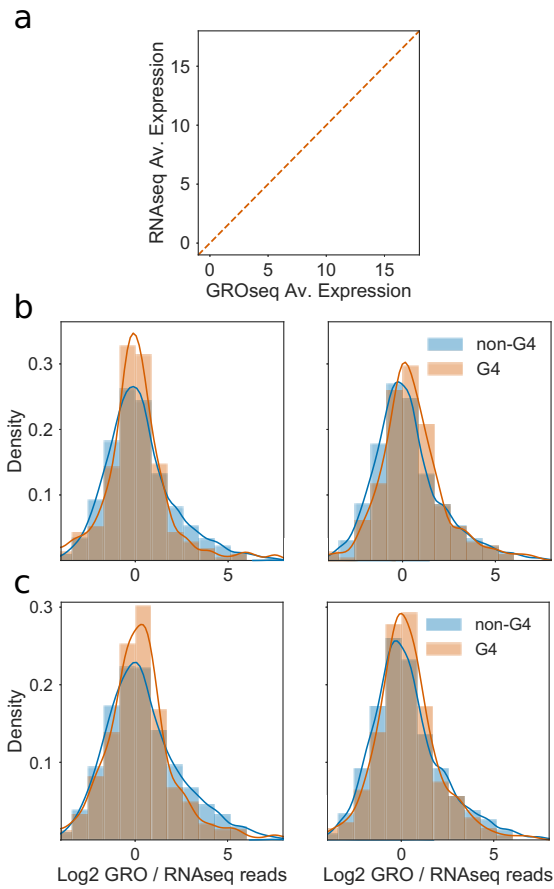 a
RNAseq Av. Expression
15
10
5
0
0 5 10 15
GROseq Av. Expression
b
Density
0.3
0.2
0.1
0 5
non-G4
G4
0 5
c
Density
0.3
0.2
0.1
0 5
Log2 GRO / RNAseq reads
non-G4
G4
0 5
Log2 GRO / RNAseq reads